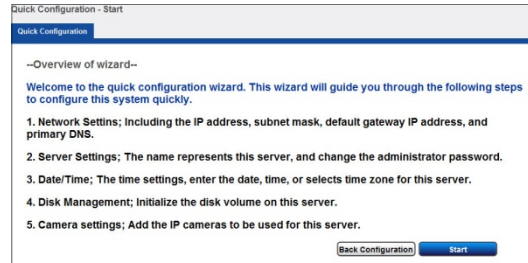 Quick Configuration - Start
Quick Configuration
--Overview of wizard--
Welcome to the quick configuration wizard. This wizard will guide you through the following steps
to configure this system quickly.
1. Network Settins; Including the IP address, subnet mask, default gateway IP address, and
primary DNS.
2. Server Settings; The name represents this server, and change the administrator password.
3. Date/Time; The time settings, enter the date, time, or selects time zone for this server.
4. Disk Management; Initialize the disk volume on this server.
5. Camera settings; Add the IP cameras to be used for this server.
Back Configuration Start